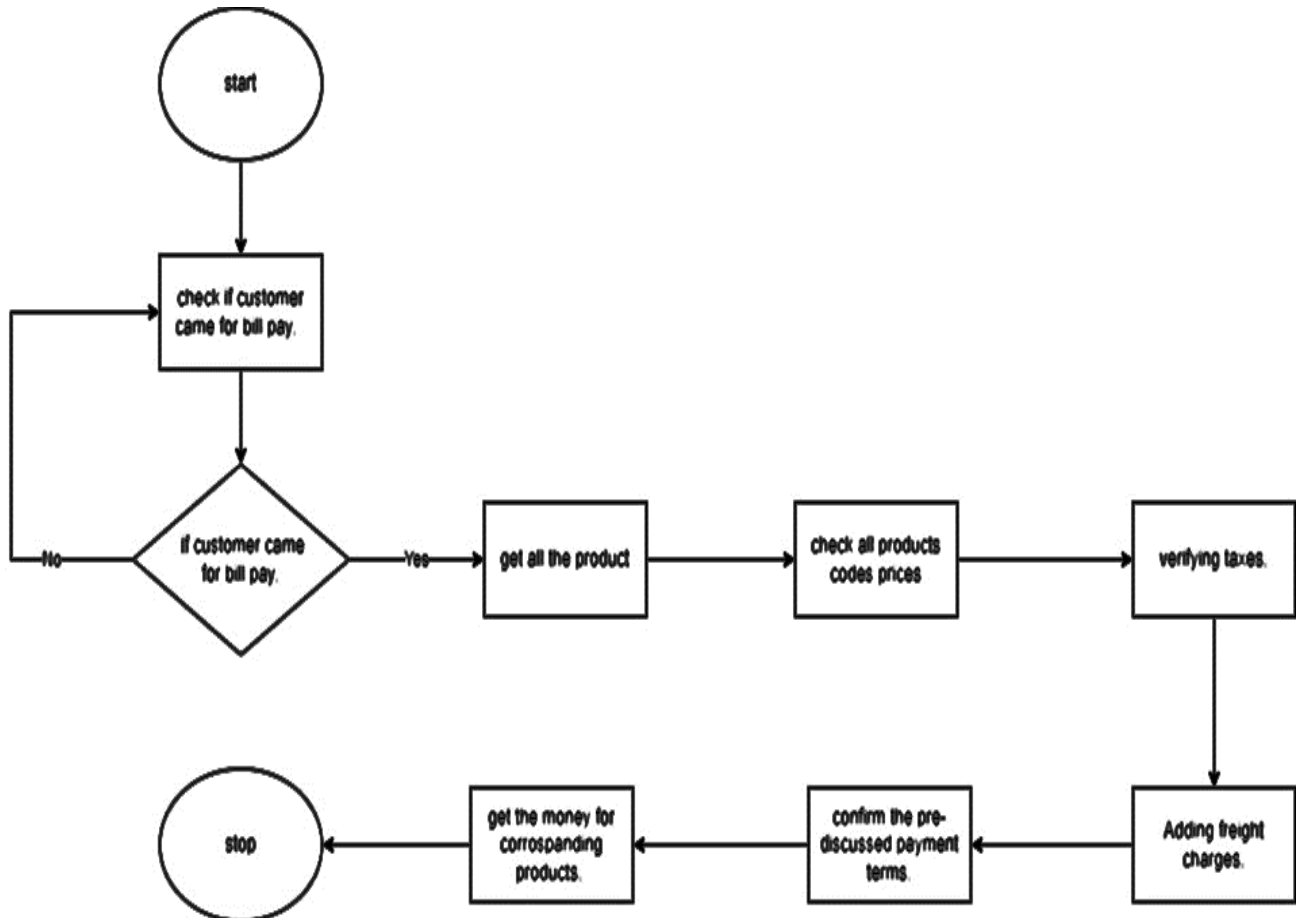 start
check if customer
came for bill pay.
if customer came
for bill pay.
No
Yes
get all the product
check all products
codes prices
verifying taxes.
Adding freight
charges.
confirm the pre-
discussed payment
terms.
get the money for
corrospanding
products.
stop